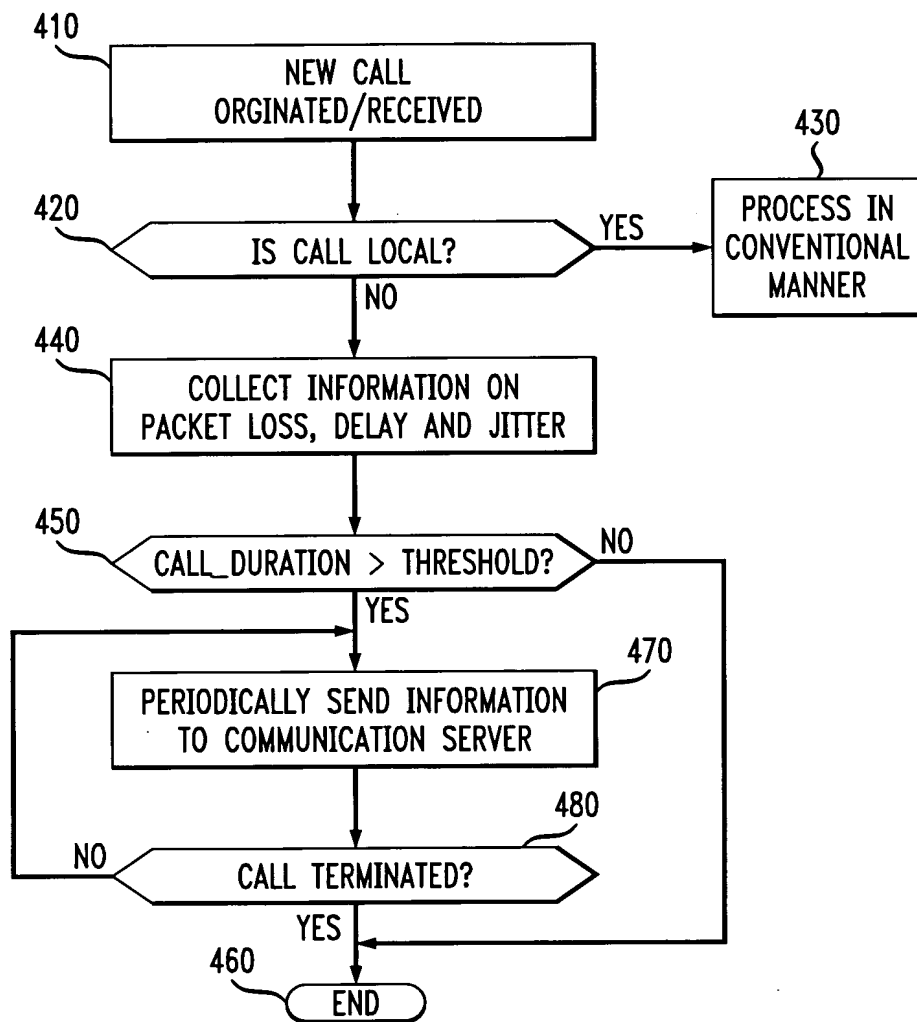 410
NEW CALL
ORGINATED/RECEIVED
430
PROCESS IN
CONVENTIONAL
MANNER
420
IS CALL LOCAL?
YES
NO
440
COLLECT INFORMATION ON
PACKET LOSS, DELAY AND JITTER
450
CALL_DURATION > THRESHOLD?
NO
YES
470
PERIODICALLY SEND INFORMATION
TO COMMUNICATION SERVER
480
NO
CALL TERMINATED?
YES
460
END